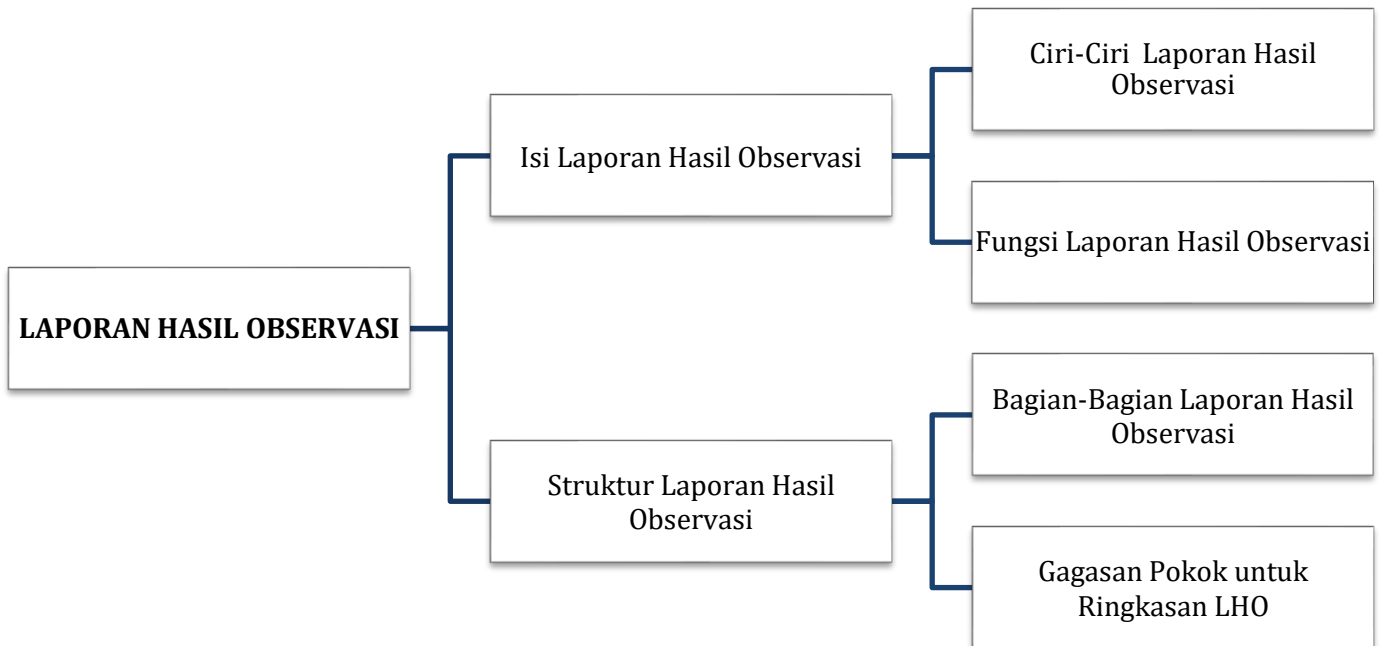 LAPORAN HASIL OBSERVASI
Isi Laporan Hasil Observasi
Ciri-Ciri Laporan Hasil
Observasi
Fungsi Laporan Hasil Observasi
Struktur Laporan Hasil
Observasi
Bagian-Bagian Laporan Hasil
Observasi
Gagasan Pokok untuk
Ringkasan LHO